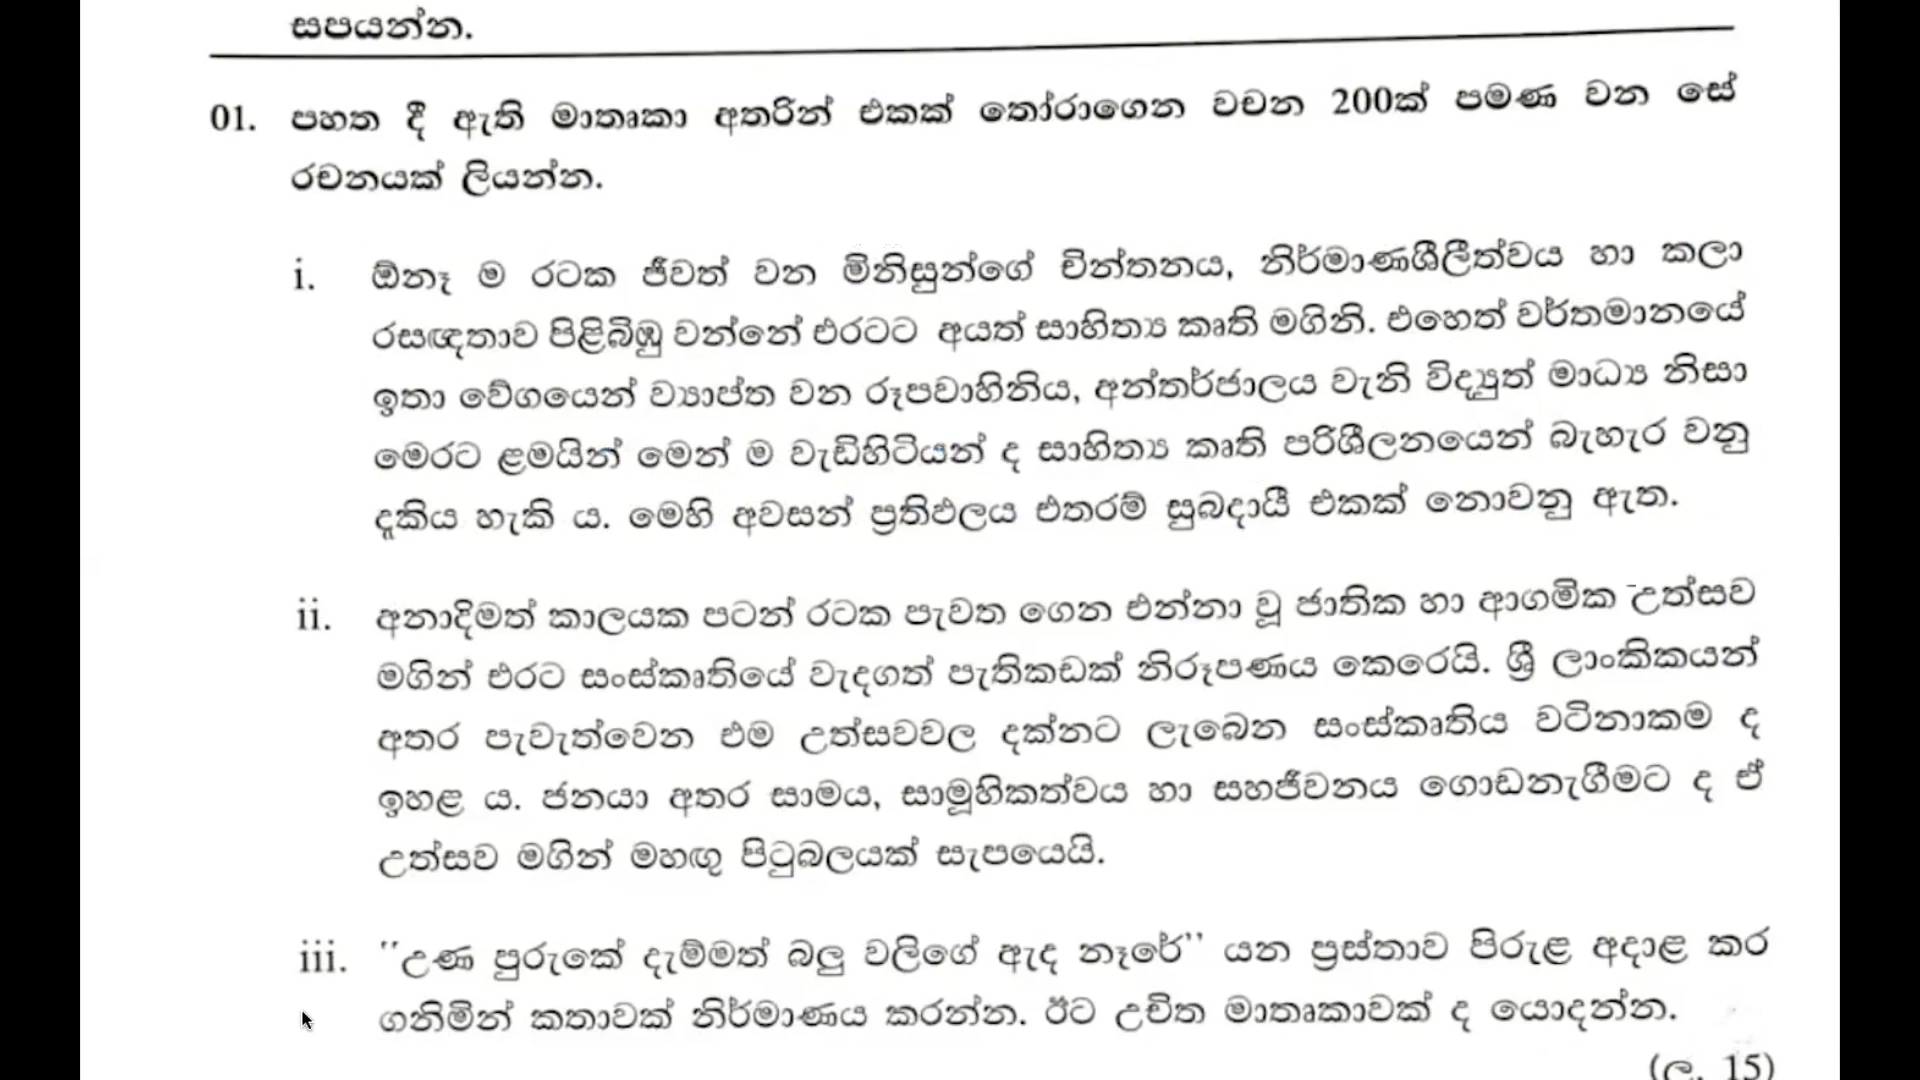 සපයන්න.
01. පහත දී ඇති මාතෘකා අතරින් එකක් තෝරාගෙන වචන 200ක් පමණ වන සේ
රචනයක් ලියන්න.
i. ඕනෑ ම රටක ජීවත් වන මිනිසුන්ගේ චින්තනය, නිර්මාණශීලීත්වය හා කලා
රසඥතාව පිළිබිඹු වන්නේ එරටට අයත් සාහිත්‍ය කෘති මගිනි. එහෙත් වර්තමානයේ
ඉතා වේගයෙන් ව්‍යාප්ත වන රූපවාහිනිය, අන්තර්ජාලය වැනි විද්‍යුත් මාධ්‍ය නිසා
මෙරට ළමයින් මෙන් ම වැඩිහිටියන් ද සාහිත්‍ය කෘති පරිශීලනයෙන් බැහැර වනු
දැකිය හැකි ය. මෙහි අවසන් ප්‍රතිඵලය එතරම් සුබදායී එකක් නොවනු ඇත.
ii. අනාදිමත් කාලයක පටන් රටක පැවත ගෙන එන්නා වූ ජාතික හා ආගමික උත්සව
මගින් එරට සංස්කෘතියේ වැදගත් පැතිකඩක් නිරූපණය කෙරෙයි. ශ්‍රී ලාංකිකයන්
අතර පැවැත්වෙන එම උත්සවවල දක්නට ලැබෙන සංස්කෘතිය වටිනාකම ද
ඉහළ ය. ජනයා අතර සාමය, සාමූහිකත්වය හා සහජීවනය ගොඩනැගීමට ද ඒ
උත්සව මගින් මහඟු පිටුබලයක් සැපයෙයි.
iii. "උණ පුරුකේ දැම්මත් බලු වලිගේ ඇද නෑරේ" යන ප්‍රස්තාව පිරුළ අදාළ කර
ගනිමින් කතාවක් නිර්මාණය කරන්න. ඊට උචිත මාතෘකාවක් ද යොදන්න.
(ල. 15)